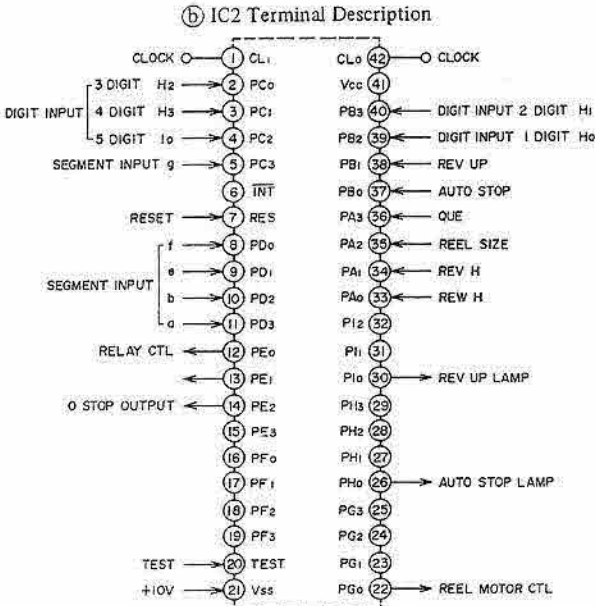 ⓑ IC2 Terminal Description
CLOCK 1 CL1 CL0 42 CLOCK
3 DIGIT H2 2 PC0 Vcc 41
DIGIT INPUT 4 DIGIT H3 3 PC1 PB3 40 DIGIT INPUT 2 DIGIT H1
5 DIGIT I0 4 PC2 PB2 39 DIGIT INPUT 1 DIGIT H0
SEGMENT INPUT g 5 PC3 PB1 38 REV UP
6 INT PB0 37 AUTO STOP
RESET 7 RES PA3 36 QUE
f 8 PD0 PA2 35 REEL SIZE
SEGMENT INPUT e 9 PD1 PA1 34 REV H
b 10 PD2 PA0 33 REW H
a 11 PD3 PI2 32
RELAY CTL 12 PE0 PI1 31
13 PE1 PI0 30 REV UP LAMP
O STOP OUTPUT 14 PE2 PH3 29
15 PE3 PH2 28
16 PF0 PH1 27
17 PF1 PH0 26 AUTO STOP LAMP
18 PF2 PG3 25
19 PF3 PG2 24
TEST 20 TEST PG1 23
+10V 21 Vss PG0 22 REEL MOTOR CTL